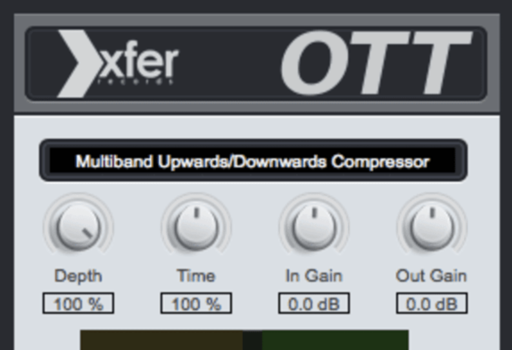 xfer OTT
records
Multiband Upwards/Downwards Compressor
Depth Time In Gain Out Gain
100 % 100 % 0.0 dB 0.0 dB